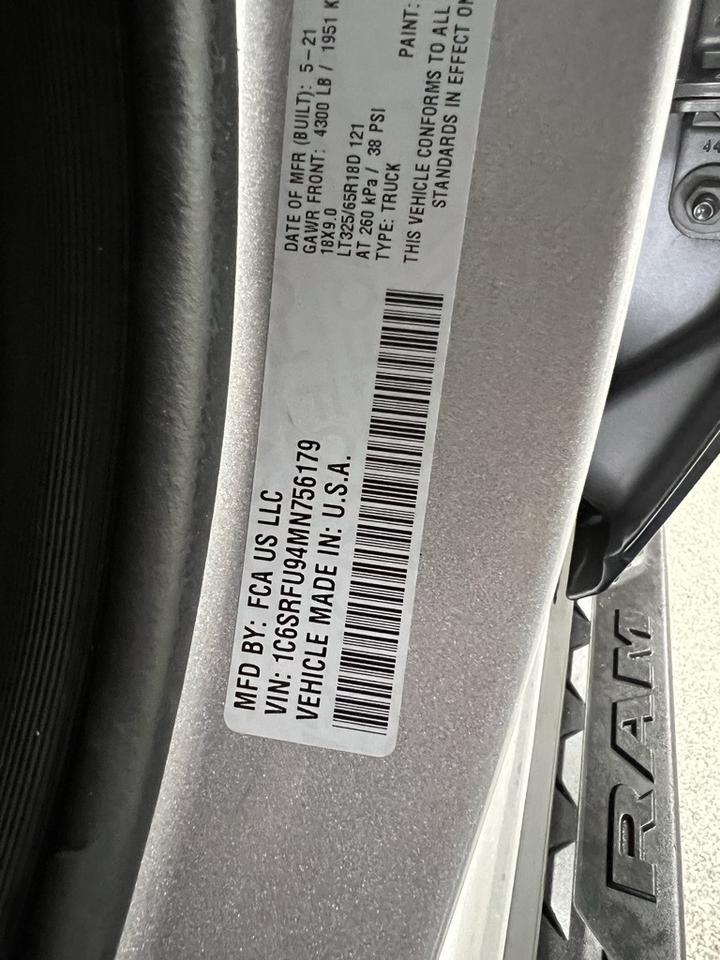 MFD BY: FCA US LLC
VIN: 1C6SRFU94MN756179
VEHICLE MADE IN: U.S.A.
DATE OF MFR (BUILT): 5-21
GAWR FRONT: 4300 LB / 1951 K
18X9.0
LT325/65R18D 121
AT 260 kPa / 38 PSI
TYPE: TRUCK
PAINT:
THIS VEHICLE CONFORMS TO ALL
STANDARDS IN EFFECT ON
44
RAM